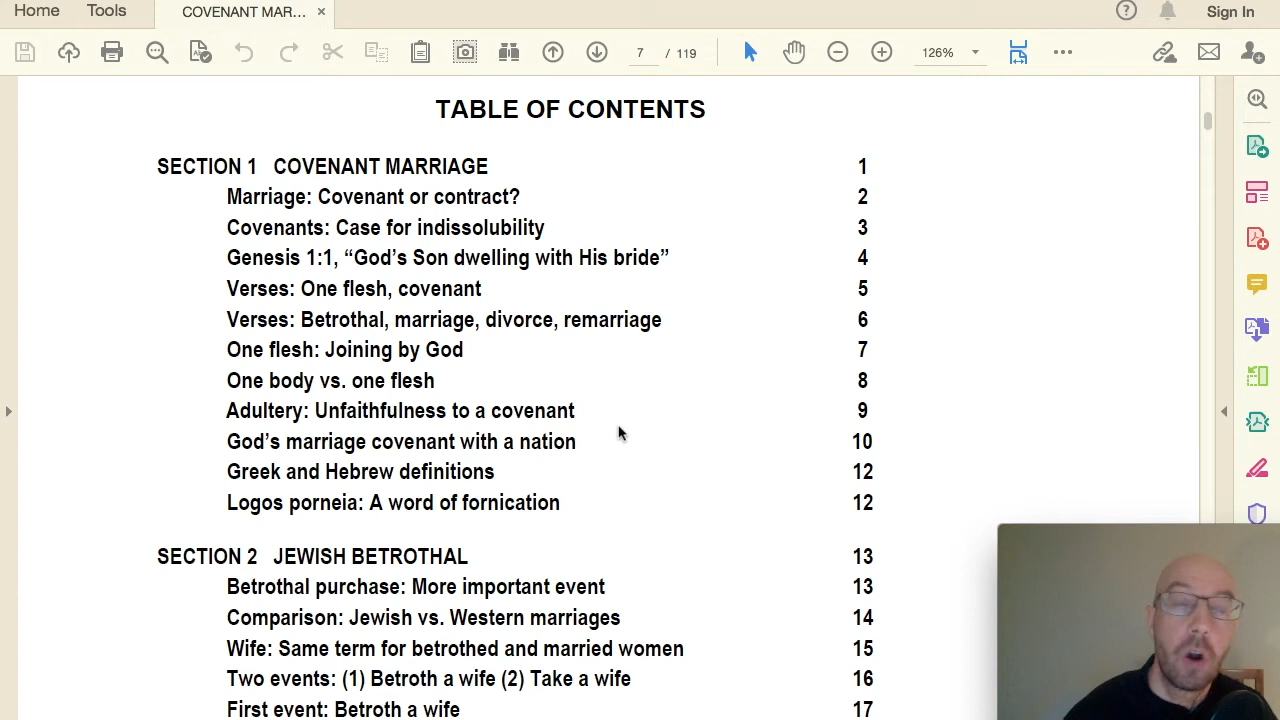 Home Tools COVENANT MAR... × Sign In
7 / 119 126%
TABLE OF CONTENTS
SECTION 1 COVENANT MARRIAGE 1
Marriage: Covenant or contract? 2
Covenants: Case for indissolubility 3
Genesis 1:1, “God’s Son dwelling with His bride” 4
Verses: One flesh, covenant 5
Verses: Betrothal, marriage, divorce, remarriage 6
One flesh: Joining by God 7
One body vs. one flesh 8
Adultery: Unfaithfulness to a covenant 9
God’s marriage covenant with a nation 10
Greek and Hebrew definitions 12
Logos porneia: A word of fornication 12
SECTION 2 JEWISH BETROTHAL 13
Betrothal purchase: More important event 13
Comparison: Jewish vs. Western marriages 14
Wife: Same term for betrothed and married women 15
Two events: (1) Betroth a wife (2) Take a wife 16
First event: Betroth a wife 17